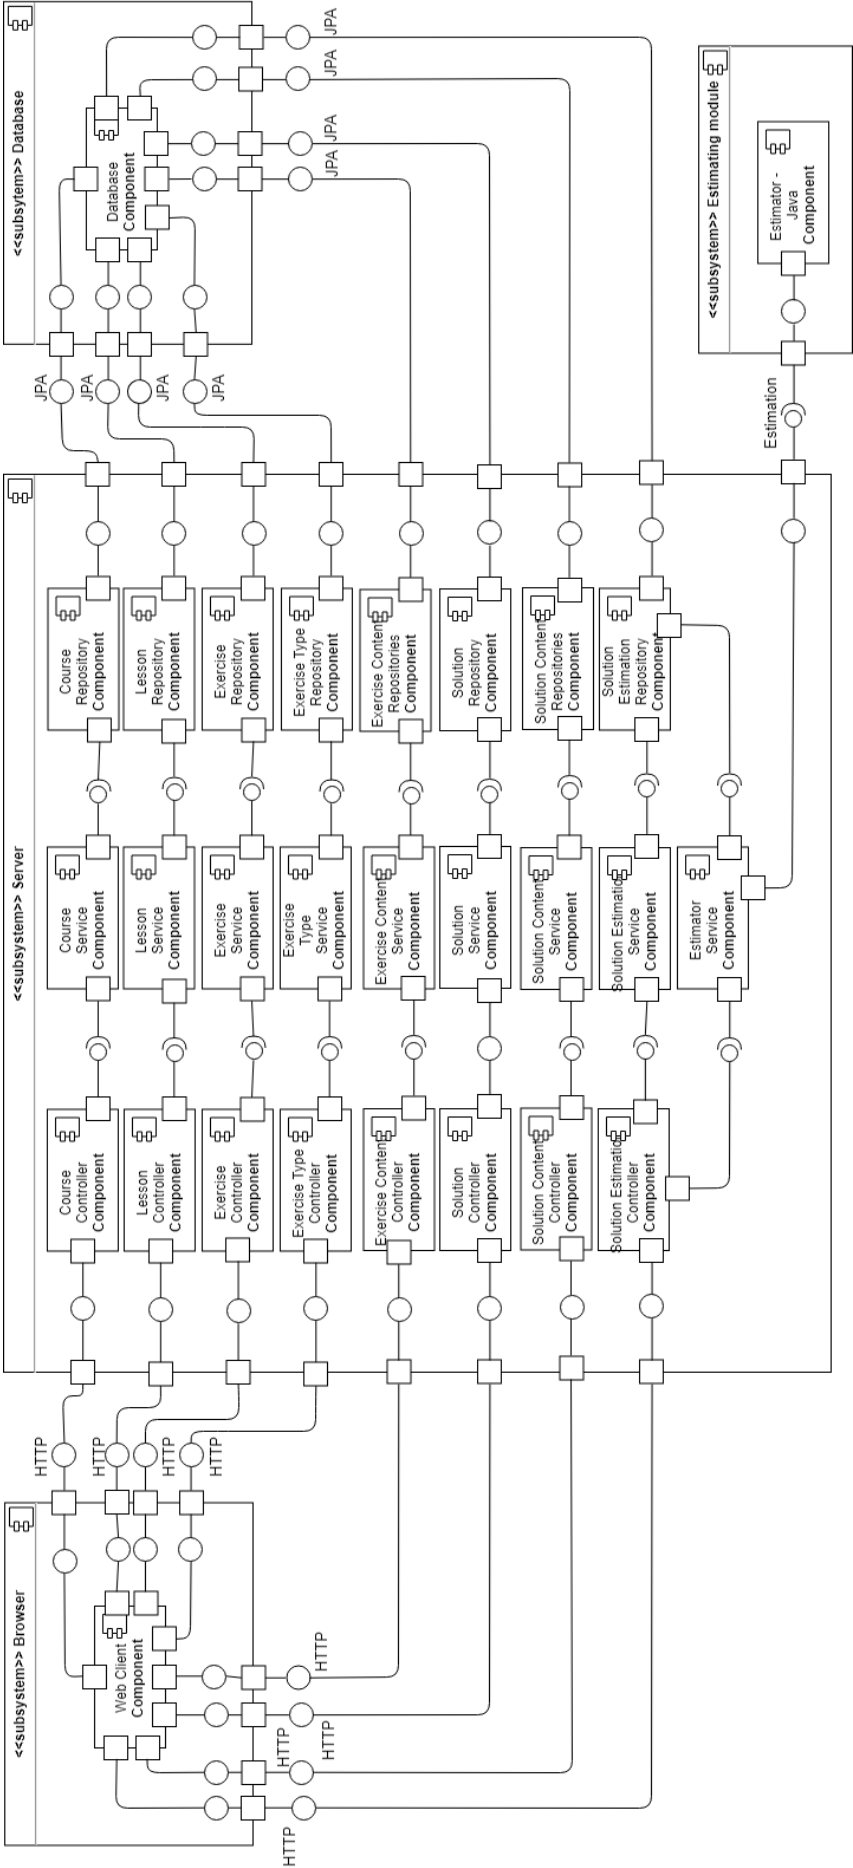 <<subsystem>> Browser
Web Client
Component
HTTP
HTTP
HTTP
HTTP
HTTP
HTTP
HTTP
HTTP
<<subsystem>> Server
Course
Controller
Component
Course
Service
Component
Course
Repository
Component
Lesson
Controller
Component
Lesson
Service
Component
Lesson
Repository
Component
Exercise
Controller
Component
Exercise
Service
Component
Exercise
Repository
Component
Exercise Type
Controller
Component
Exercise
Type
Service
Component
Exercise Type
Repository
Component
Exercise Content
Controller
Component
Exercise Content
Service
Component
Exercise Content
Repositories
Component
Solution
Controller
Component
Solution
Service
Component
Solution
Repository
Component
Solution Content
Controller
Component
Solution Content
Service
Component
Solution Content
Repositories
Component
Solution Estimation
Controller
Component
Solution Estimation
Service
Component
Solution
Estimation
Repository
Component
Estimator
Service
Component
<<subsytem>> Database
Database
Component
JPA
JPA
JPA
JPA
JPA
JPA
JPA
JPA
Estimation
<<subsystem>> Estimating module
Estimator -
Java
Component